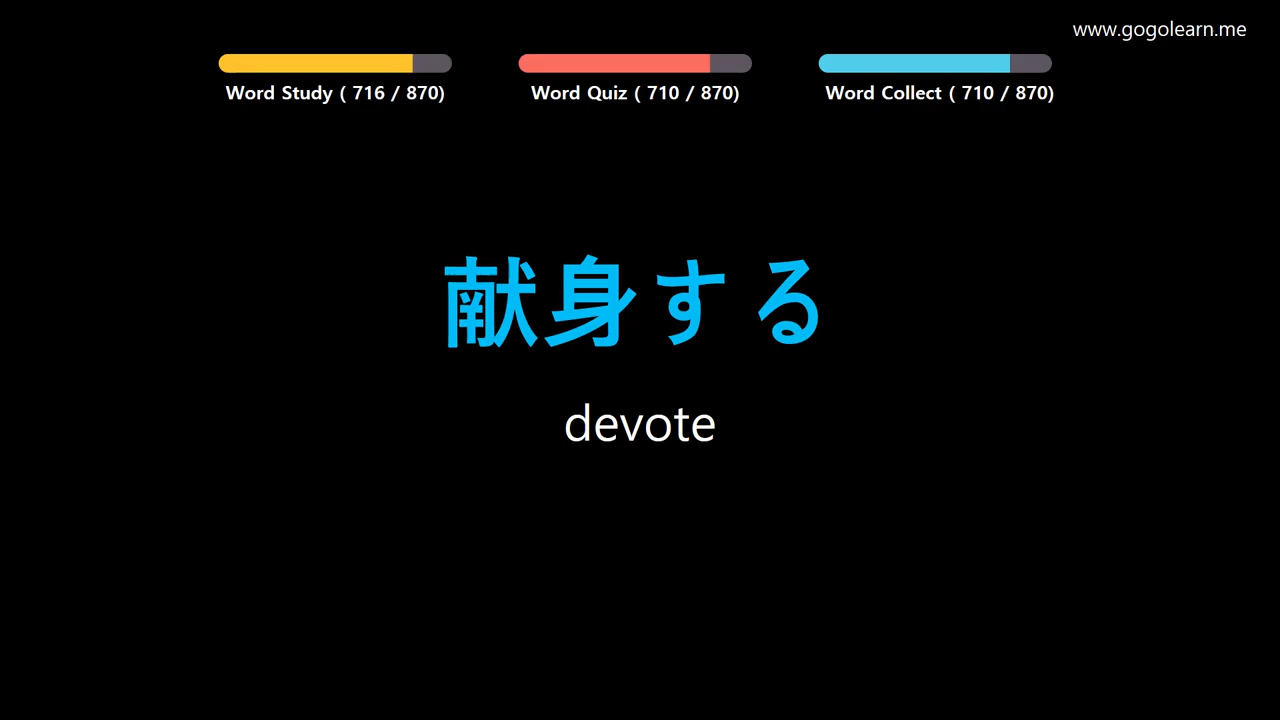 www.gogolearn.me
Word Study ( 716 / 870)
Word Quiz ( 710 / 870)
Word Collect ( 710 / 870)
献身する
devote